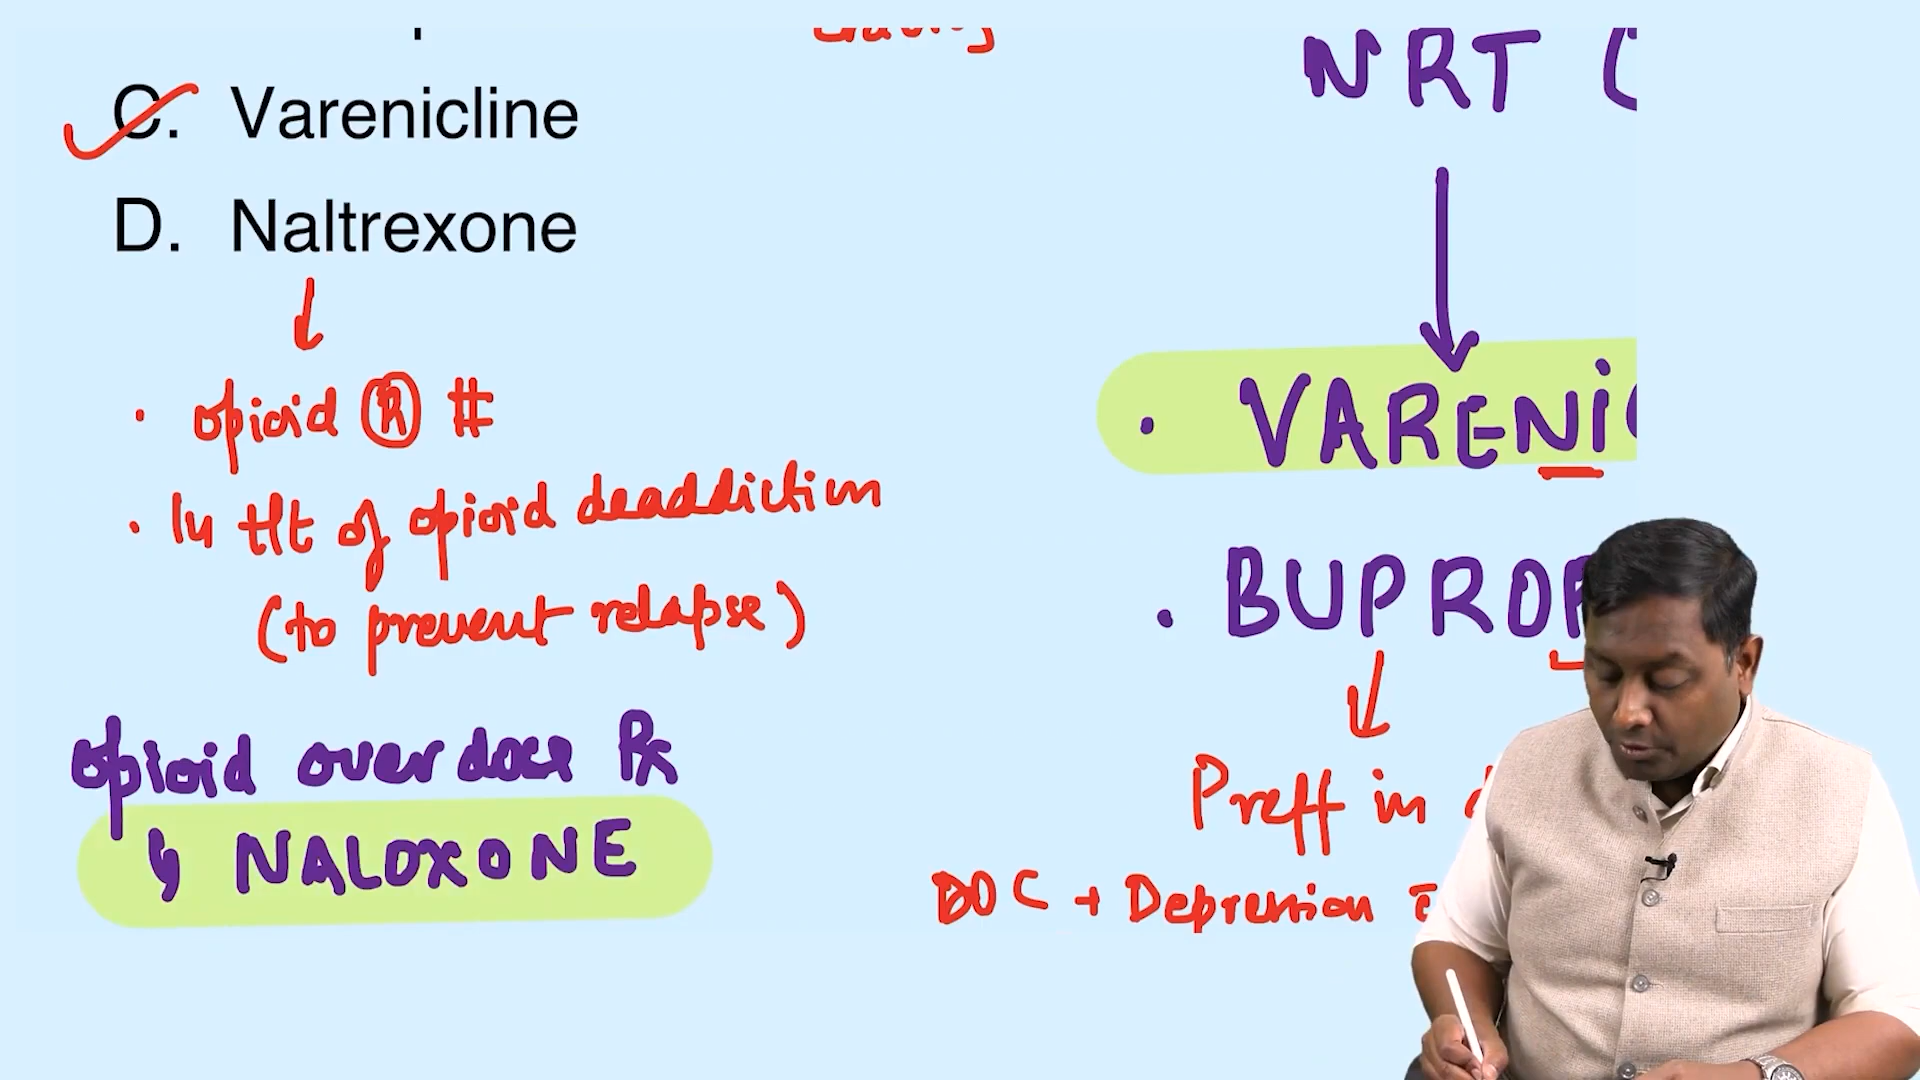 C. Varenicline
D. Naltrexone
• opioid Ⓡ #
• In tlt of opioid deaddiction
(to prevent relapse)
opioid overdose Rx
↳ NALOXONE
NRT (
↓
• VARENI
• BUPROP
Preff in
DOC + Depression c̄